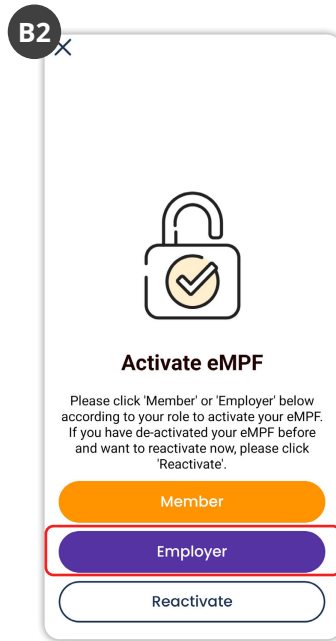 B2
Activate eMPF
Please click 'Member' or 'Employer' below
according to your role to activate your eMPF.
If you have de-activated your eMPF before
and want to reactivate now, please click
'Reactivate'.
Member
Employer
Reactivate